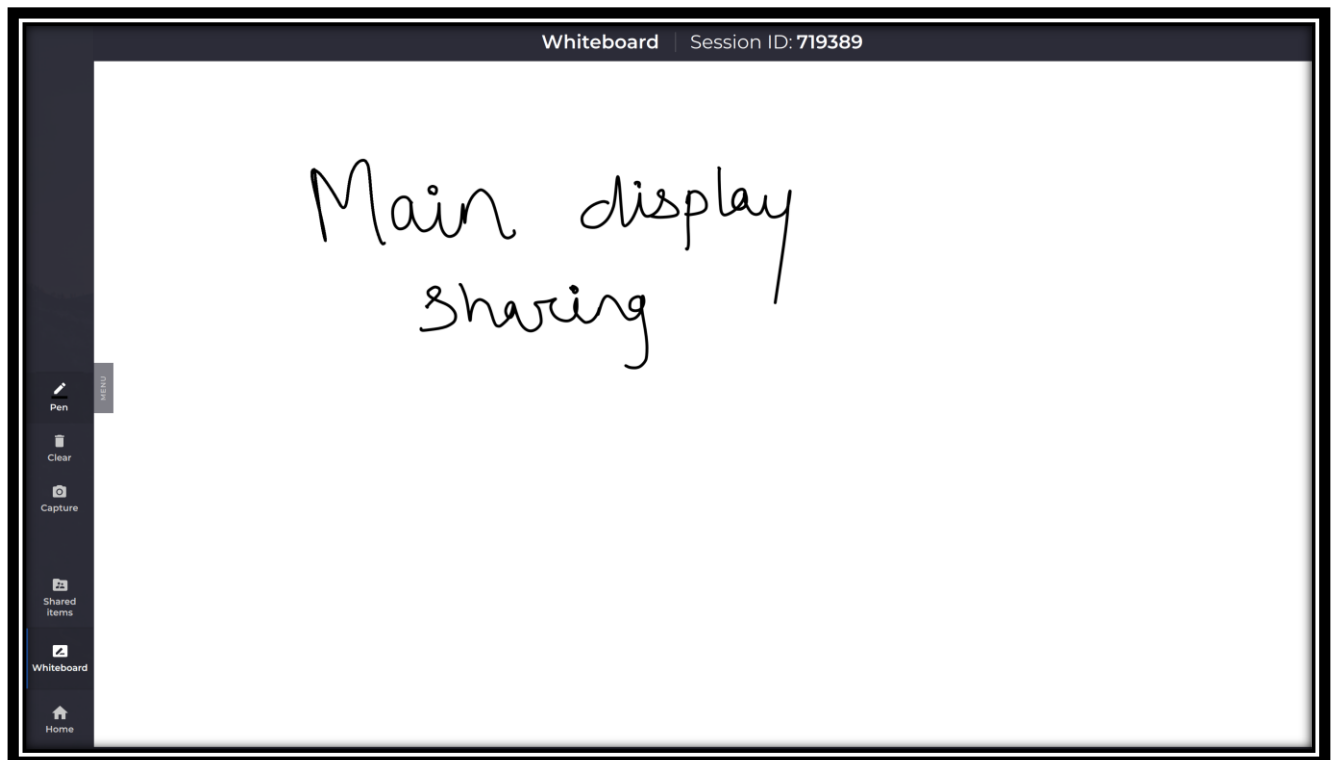 Whiteboard | Session ID: 719389
Main display
sharing
MENU
Pen
Clear
Capture
Shared
items
Whiteboard
Home